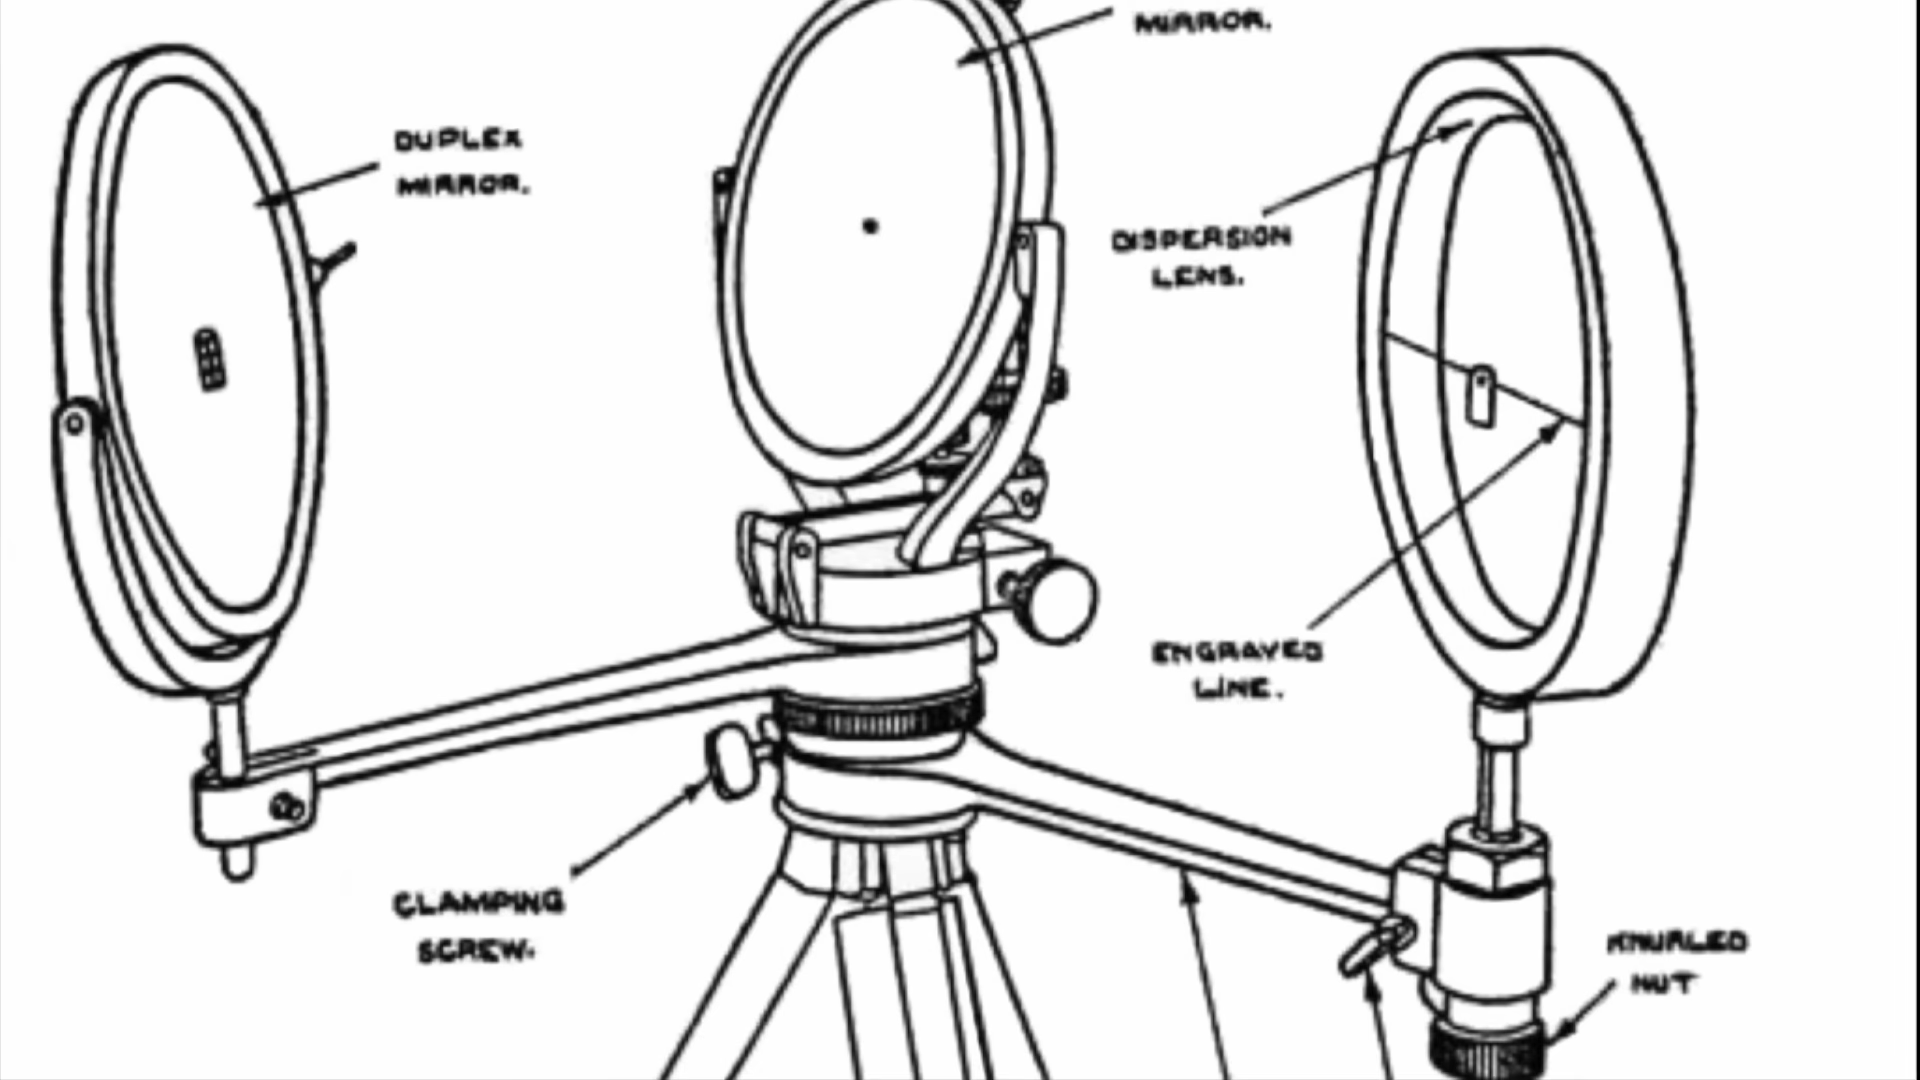 MIRROR.
DUPLEX
MIRROR.
DISPERSION
LENS.
ENGRAVED
LINE.
CLAMPING
SCREW.
KNURLED
NUT